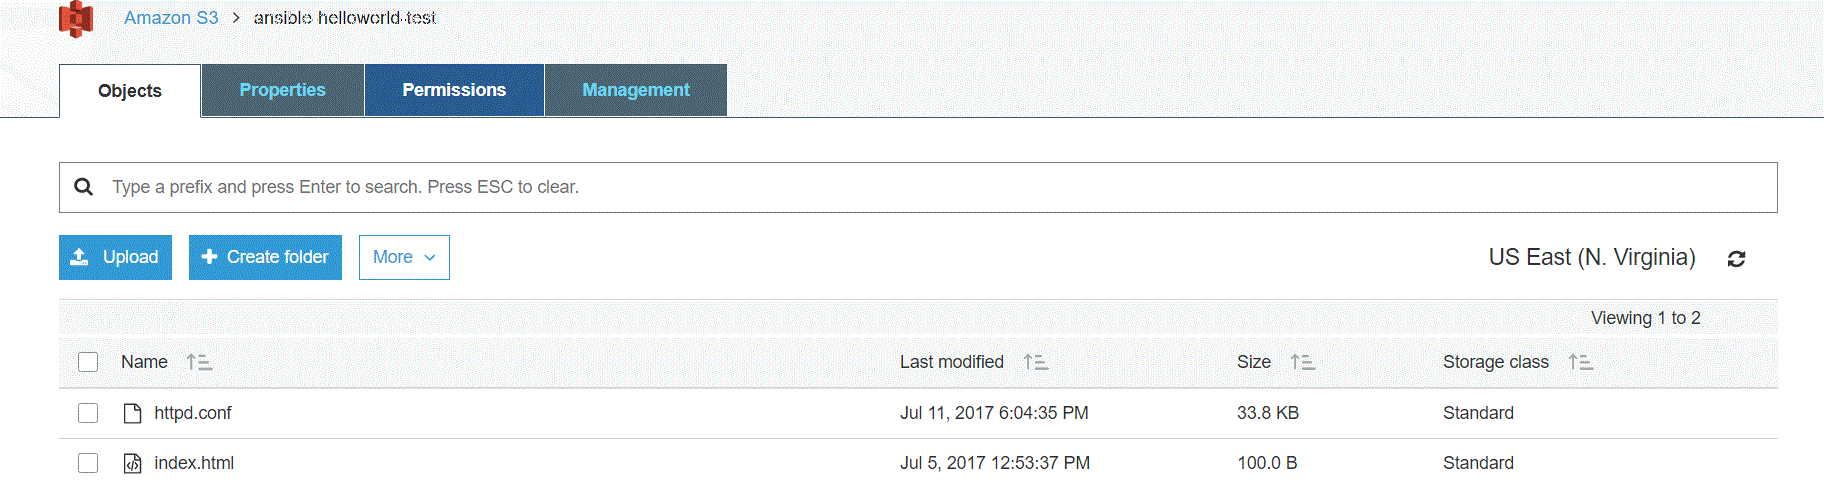 Amazon S3 > ansible-helloworld-test
Objects Properties Permissions Management
Type a prefix and press Enter to search. Press ESC to clear.
Upload Create folder More US East (N. Virginia)
Viewing 1 to 2
Name Last modified Size Storage class
httpd.conf Jul 11, 2017 6:04:35 PM 33.8 KB Standard
index.html Jul 5, 2017 12:53:37 PM 100.0 B Standard